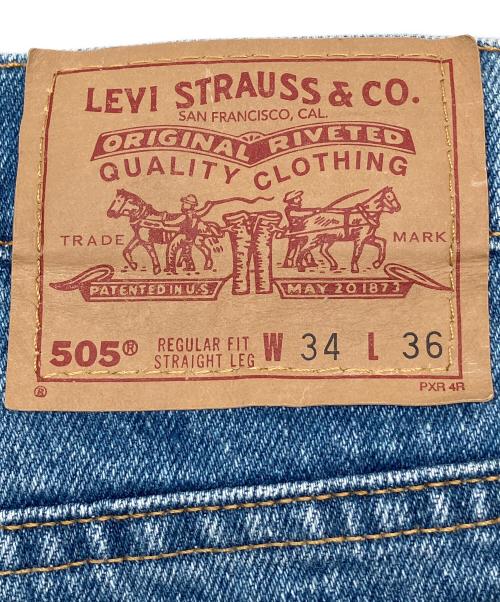 LEVI STRAUSS & CO.
SAN FRANCISCO, CAL.
ORIGINAL RIVETED
QUALITY CLOTHING
TRADE MARK
PATENTED IN U.S. MAY 20 1873
505® REGULAR FIT W 34 L 36
STRAIGHT LEG
® PXR 4R